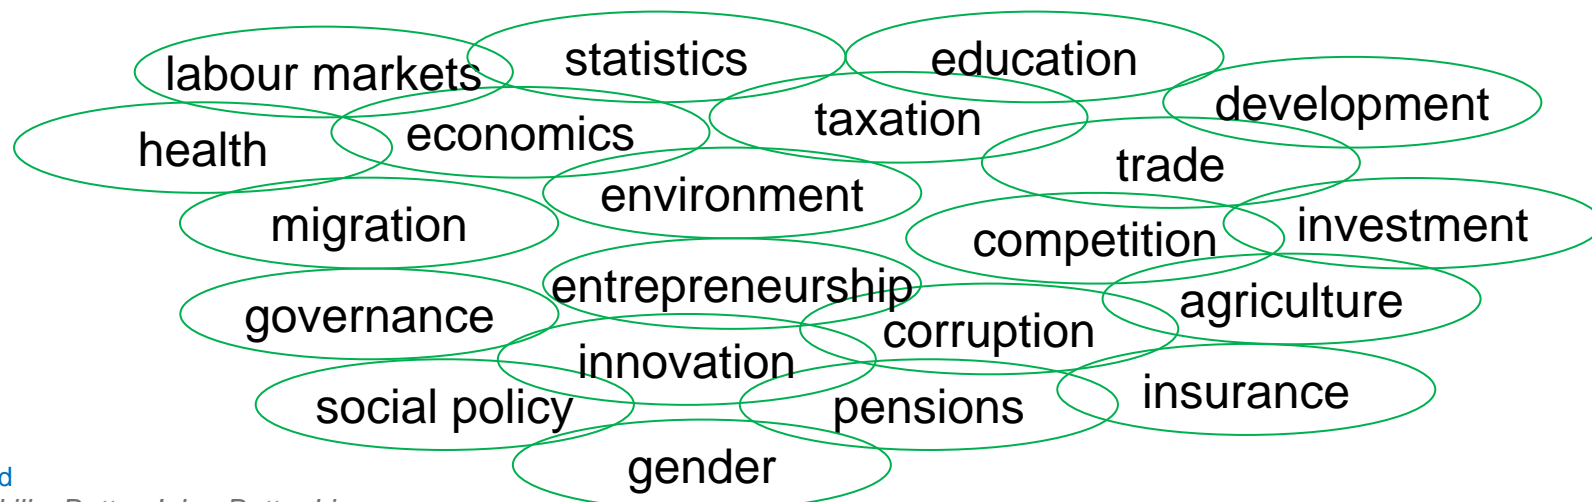 statistics
education
labour markets
development
taxation
economics
health
trade
environment
migration
competition
investment
entrepreneurship
agriculture
governance
corruption
innovation
insurance
social policy
pensions
gender